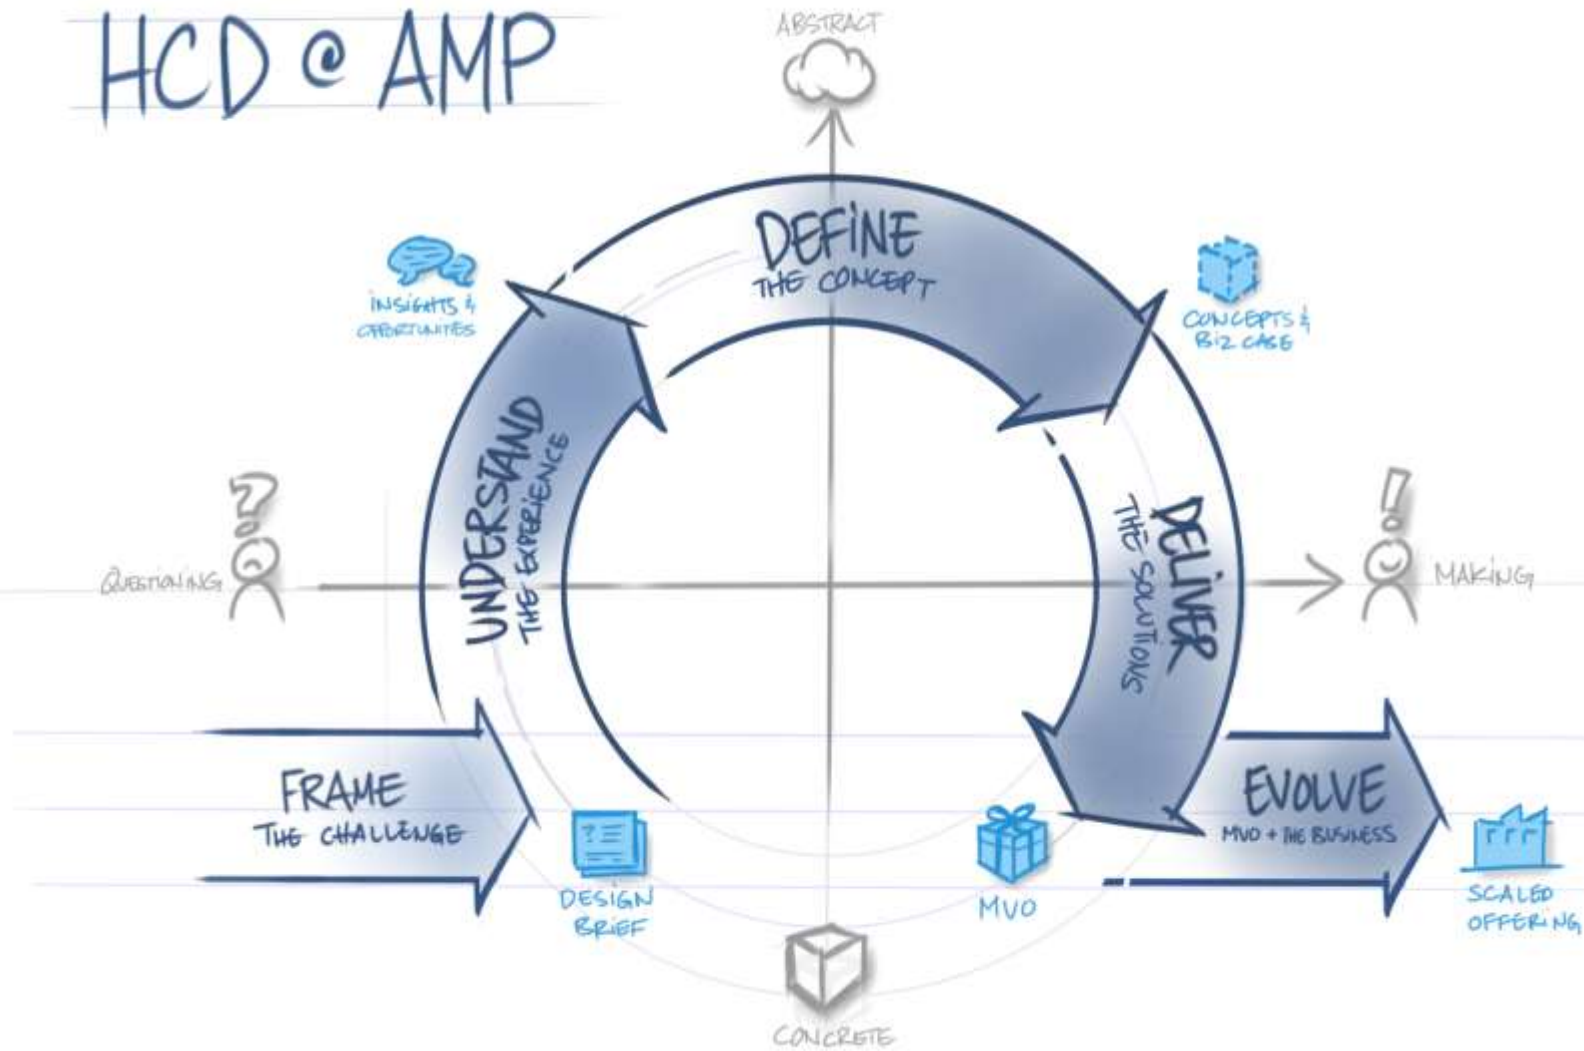 HCD @ AMP
ABSTRACT
DEFINE
THE CONCEPT
INSIGHTS &
OPPORTUNITIES
CONCEPTS &
BIZ CASE
UNDERSTAND
THE EXPERIENCE
DELIVER
THE SOLUTIONS
?
!
QUESTIONING
MAKING
FRAME
THE CHALLENGE
EVOLVE
MVO + THE BUSINESS
?
DESIGN
BRIEF
MVO
SCALED
OFFERING
CONCRETE